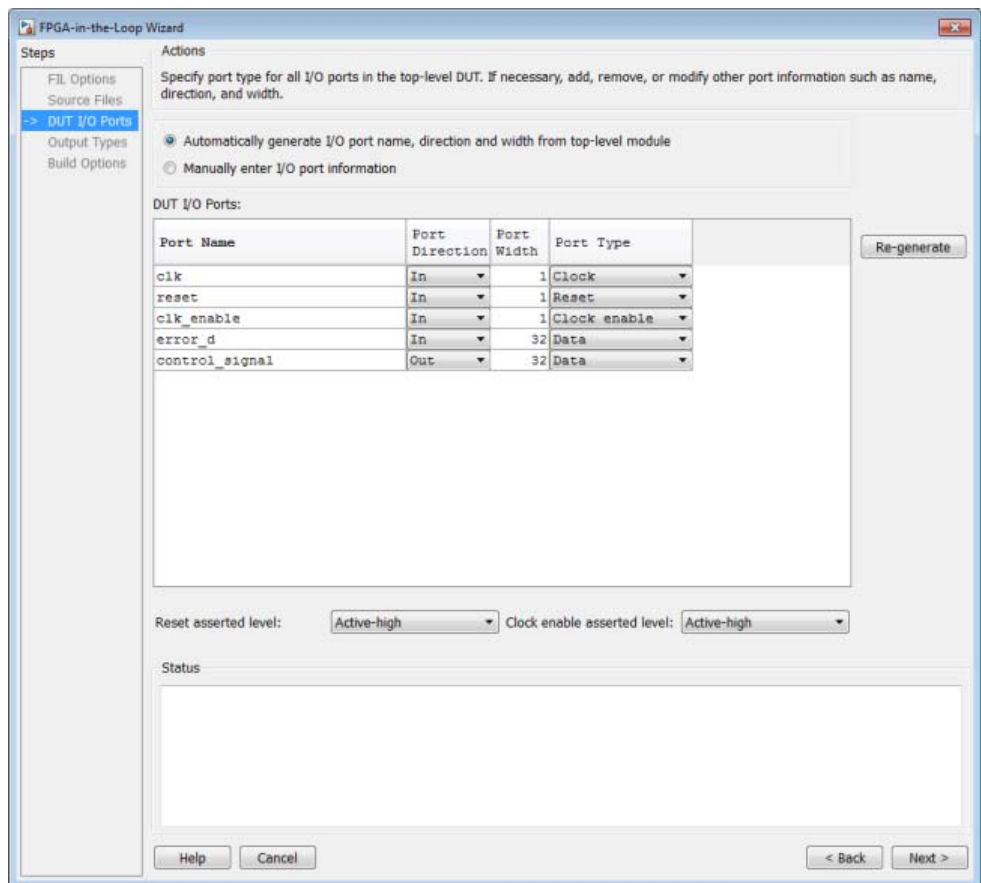 FPGA-in-the-Loop Wizard
Steps
FIL Options
Source Files
-> DUT I/O Ports
Output Types
Build Options
Actions
Specify port type for all I/O ports in the top-level DUT. If necessary, add, remove, or modify other port information such as name,
direction, and width.
Automatically generate I/O port name, direction and width from top-level module
Manually enter I/O port information
DUT I/O Ports:
Port Name Port Direction Port Width Port Type
clk In 1 Clock
reset In 1 Reset
clk_enable In 1 Clock enable
error_d In 32 Data
control_signal Out 32 Data
Re-generate
Reset asserted level: Active-high Clock enable asserted level: Active-high
Status
Help Cancel < Back Next >